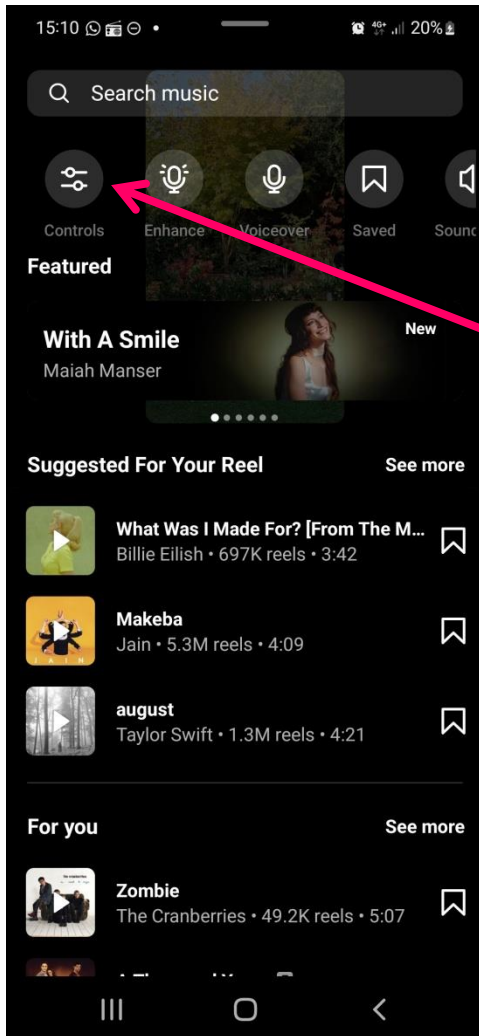 15:10 4G+ 20%
Search music
Controls Enhance Voiceover Saved Sound
Featured
With A Smile
New
Maiah Manser
Suggested For Your Reel See more
What Was I Made For? [From The M...
Billie Eilish • 697K reels • 3:42
Makeba
Jain • 5.3M reels • 4:09
JAIN
august
Taylor Swift • 1.3M reels • 4:21
For you See more
Zombie
The Cranberries • 49.2K reels • 5:07